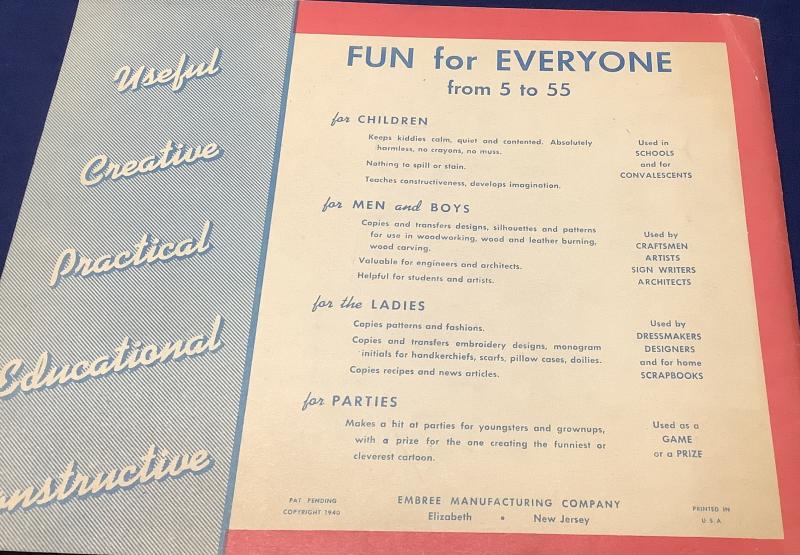 Useful
Creative
Practical
Educational
onstructive
FUN for EVERYONE
from 5 to 55
for CHILDREN
Keeps kiddies calm, quiet and contented. Absolutely
harmless, no crayons, no muss.
Nothing to spill or stain.
Teaches constructiveness, develops imagination.
Used in
SCHOOLS
and for
CONVALESCENTS
for MEN and BOYS
Copies and transfers designs, silhouettes and patterns
for use in woodworking, wood and leather burning,
wood carving.
Valuable for engineers and architects.
Helpful for students and artists.
Used by
CRAFTSMEN
ARTISTS
SIGN WRITERS
ARCHITECTS
for the LADIES
Copies patterns and fashions.
Copies and transfers embroidery designs, monogram
initials for handkerchiefs, scarfs, pillow cases, doilies.
Copies recipes and news articles.
Used by
DRESSMAKERS
DESIGNERS
and for home
SCRAPBOOKS
for PARTIES
Makes a hit at parties for youngsters and grownups,
with a prize for the one creating the funniest or
cleverest cartoon.
Used as a
GAME
or a PRIZE
PAT PENDING
COPYRIGHT 1940
EMBREE MANUFACTURING COMPANY
Elizabeth • New Jersey
PRINTED IN
U.S.A